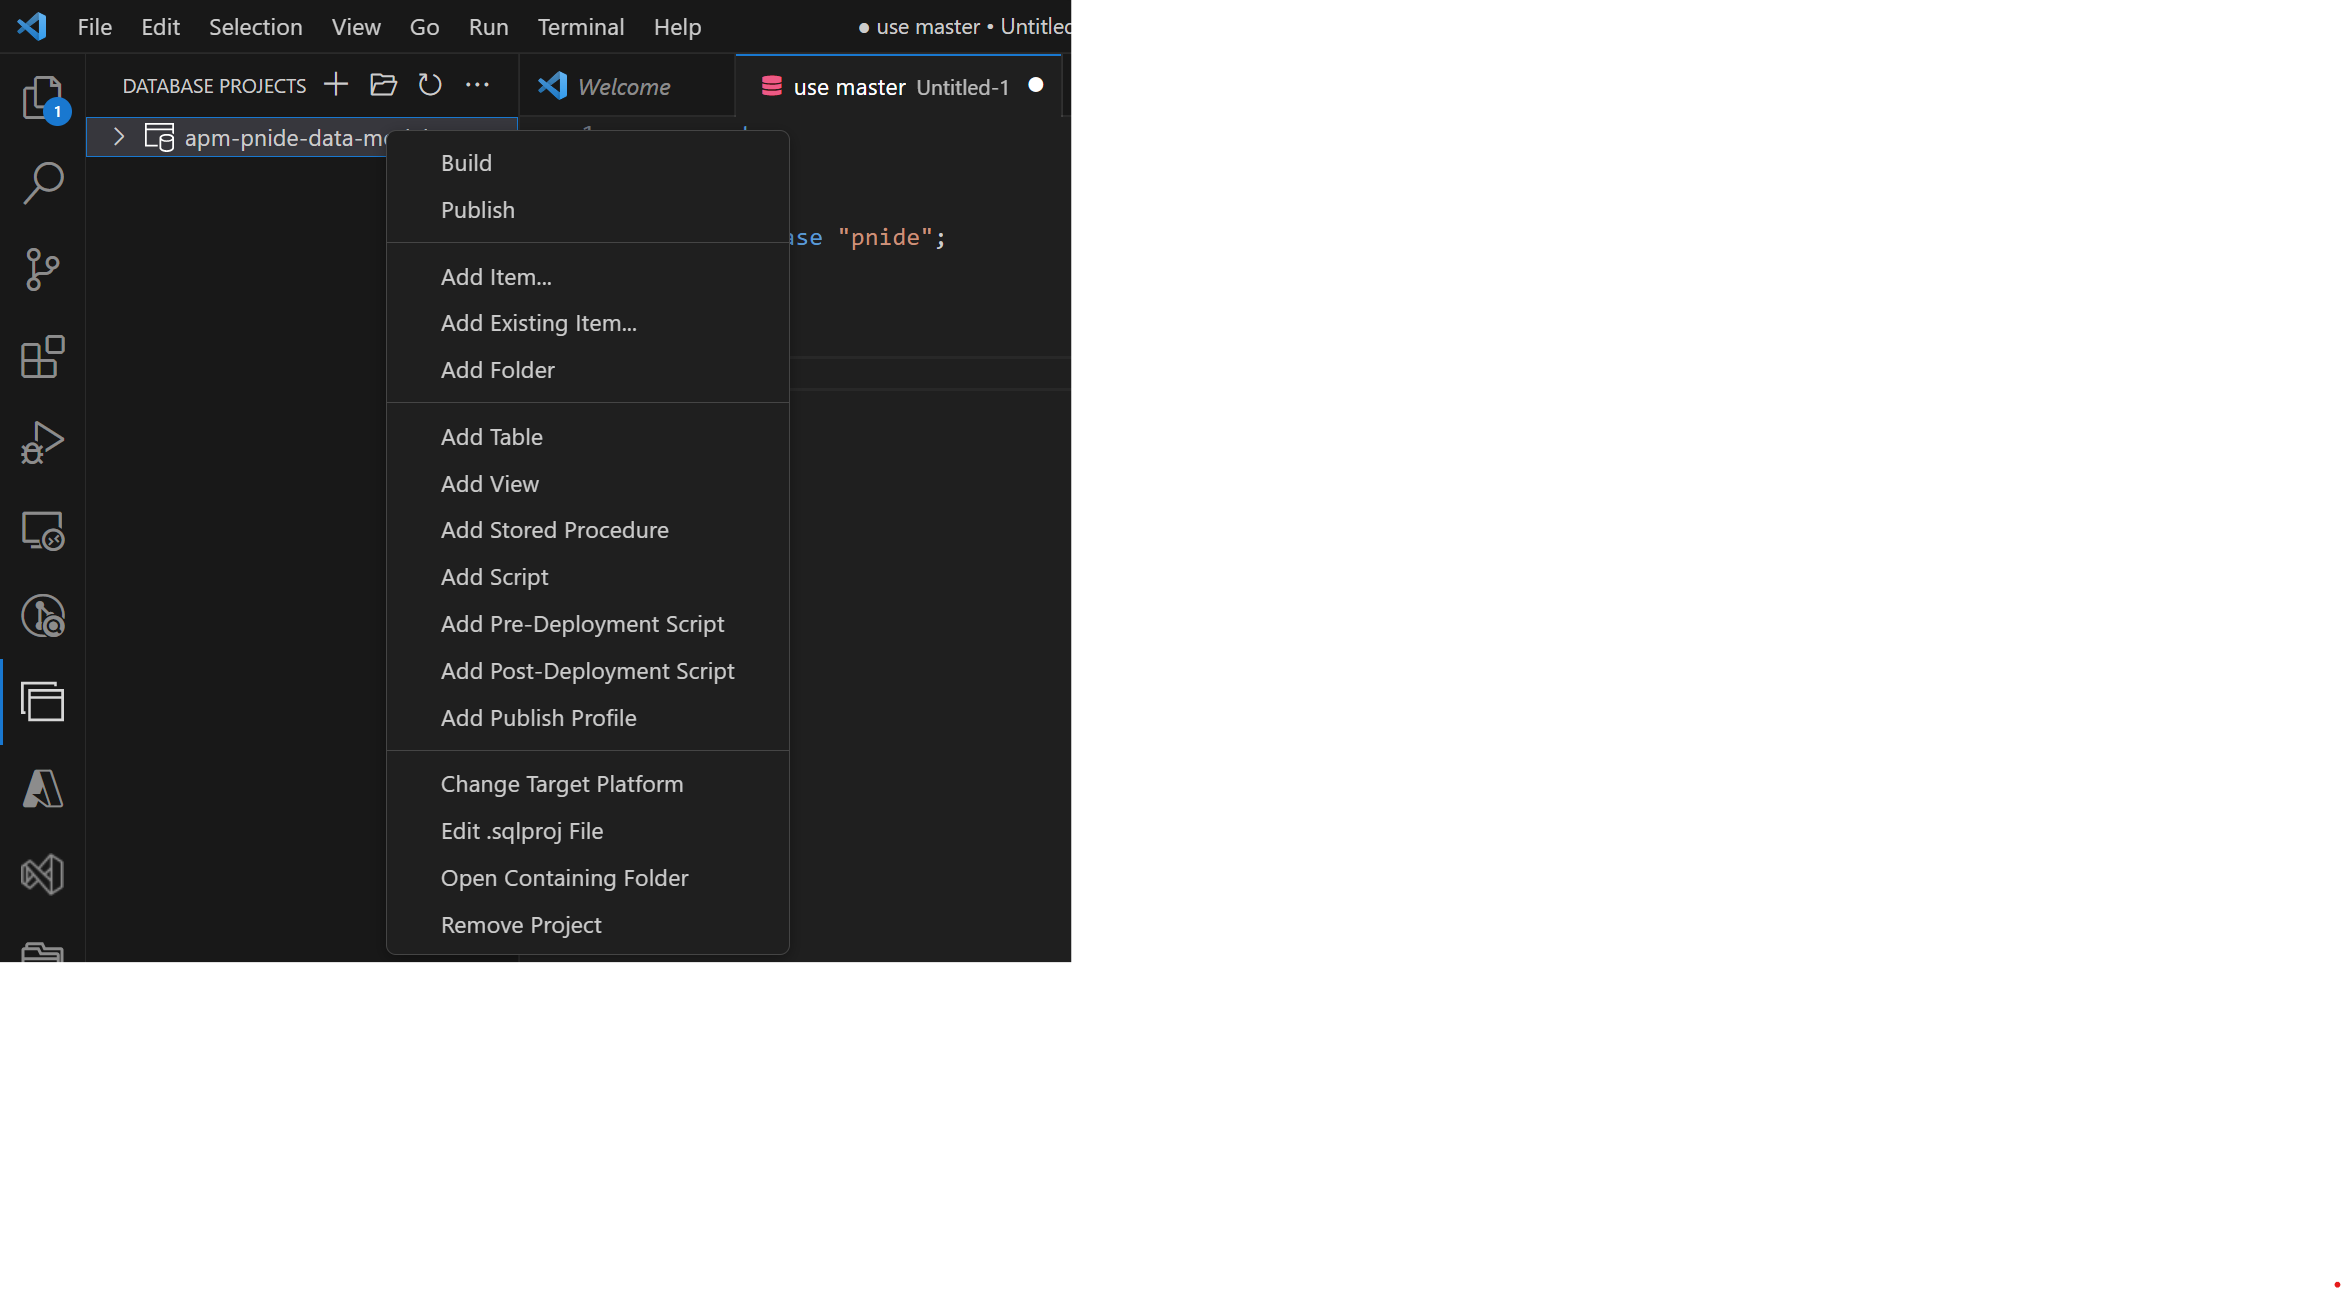 File Edit Selection View Go Run Terminal Help ● use master • Untitled
DATABASE PROJECTS
Welcome
use master Untitled-1
1
apm-pnide-data-mo
Build
Publish
ase "pnide";
Add Item...
Add Existing Item...
Add Folder
Add Table
Add View
Add Stored Procedure
Add Script
Add Pre-Deployment Script
Add Post-Deployment Script
Add Publish Profile
Change Target Platform
Edit .sqlproj File
Open Containing Folder
Remove Project